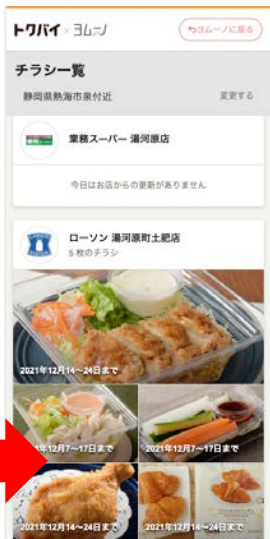 トクバイ × ヨムーノ
ヨムーノに戻る
チラシ一覧
静岡県熱海市泉付近
変更する
業務スーパー 湯河原店
今日はお店からの更新がありません
ローソン 湯河原町土肥店
5 枚のチラシ
2021年12月14〜24日まで
2021年12月7〜17日まで
2021年12月7〜17日まで
2021年12月14〜24日まで
2021年12月14〜24日まで